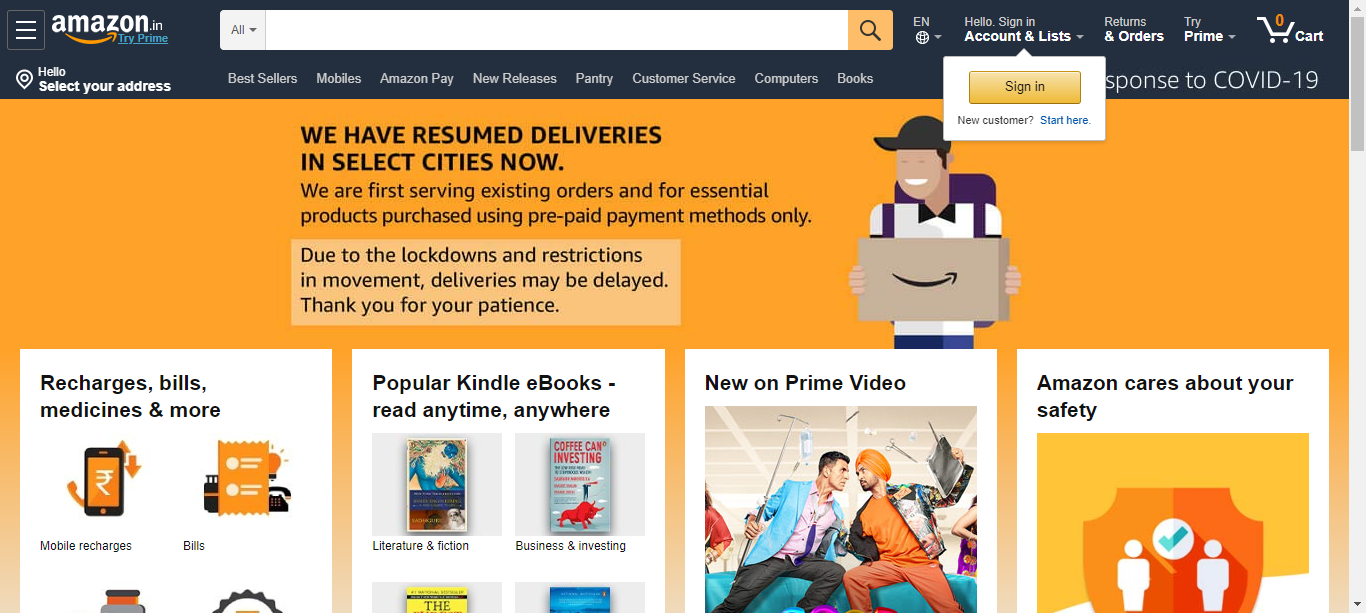 amazon.in
Try Prime
All
EN
Hello. Sign in
Account & Lists
Returns
& Orders
Try
Prime
0
Cart
Hello
Select your address
Best Sellers
Mobiles
Amazon Pay
New Releases
Pantry
Customer Service
Computers
Books
sponse to COVID-19
Sign in
New customer? Start here.
WE HAVE RESUMED DELIVERIES
IN SELECT CITIES NOW.
We are first serving existing orders and for essential
products purchased using pre-paid payment methods only.
Due to the lockdowns and restrictions
in movement, deliveries may be delayed.
Thank you for your patience.
Recharges, bills,
medicines & more
₹
Mobile recharges
Bills
Popular Kindle eBooks -
read anytime, anywhere
SADHGURU
Literature & fiction
COFFEE CAN
INVESTING
Business & investing
THE
New on Prime Video
Amazon cares about your
safety